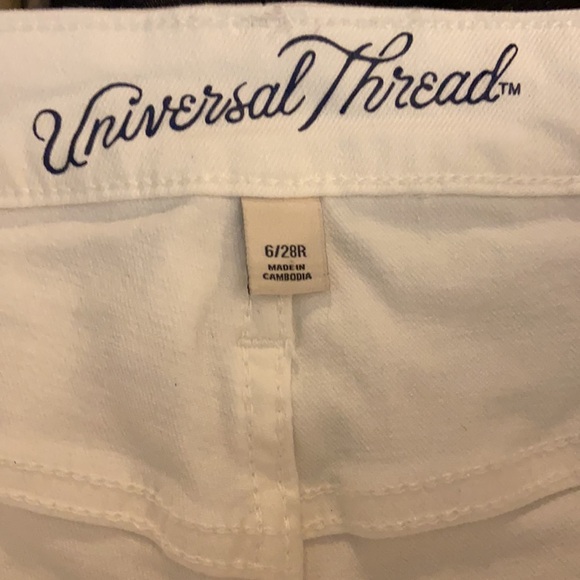 Universal Thread™
6/28R
MADE IN
CAMBODIA